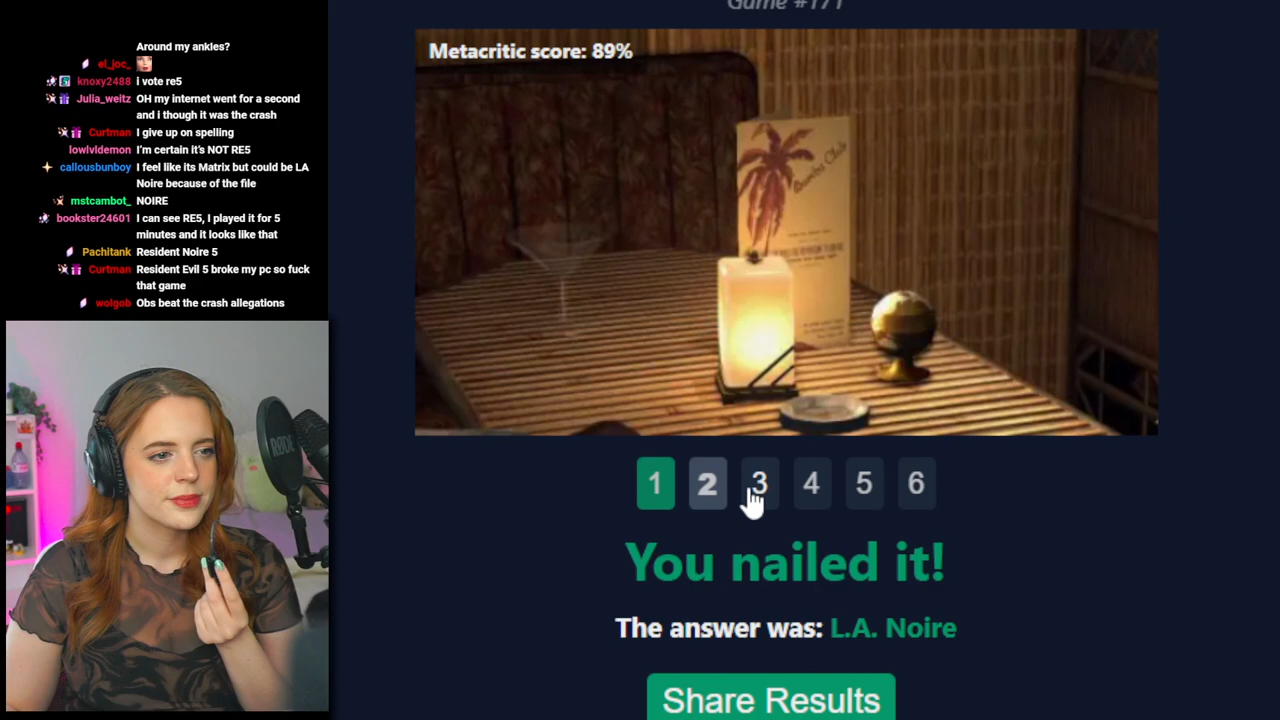 Game #171
Around my ankles?
el_joc_
knoxy2488 i vote re5
Julia_weitz OH my internet went for a second
and i though it was the crash
Curtman I give up on spelling
lowlvldemon I'm certain it's NOT RE5
callousbunboy I feel like its Matrix but could be LA
Noire because of the file
mstcambot_ NOIRE
bookster24601 I can see RE5, I played it for 5
minutes and it looks like that
Pachitank Resident Noire 5
Curtman Resident Evil 5 broke my pc so fuck
that game
wolgob Obs beat the crash allegations
Metacritic score: 89%
Club
RØDE
1 2 3 4 5 6
You nailed it!
The answer was: L.A. Noire
Share Results